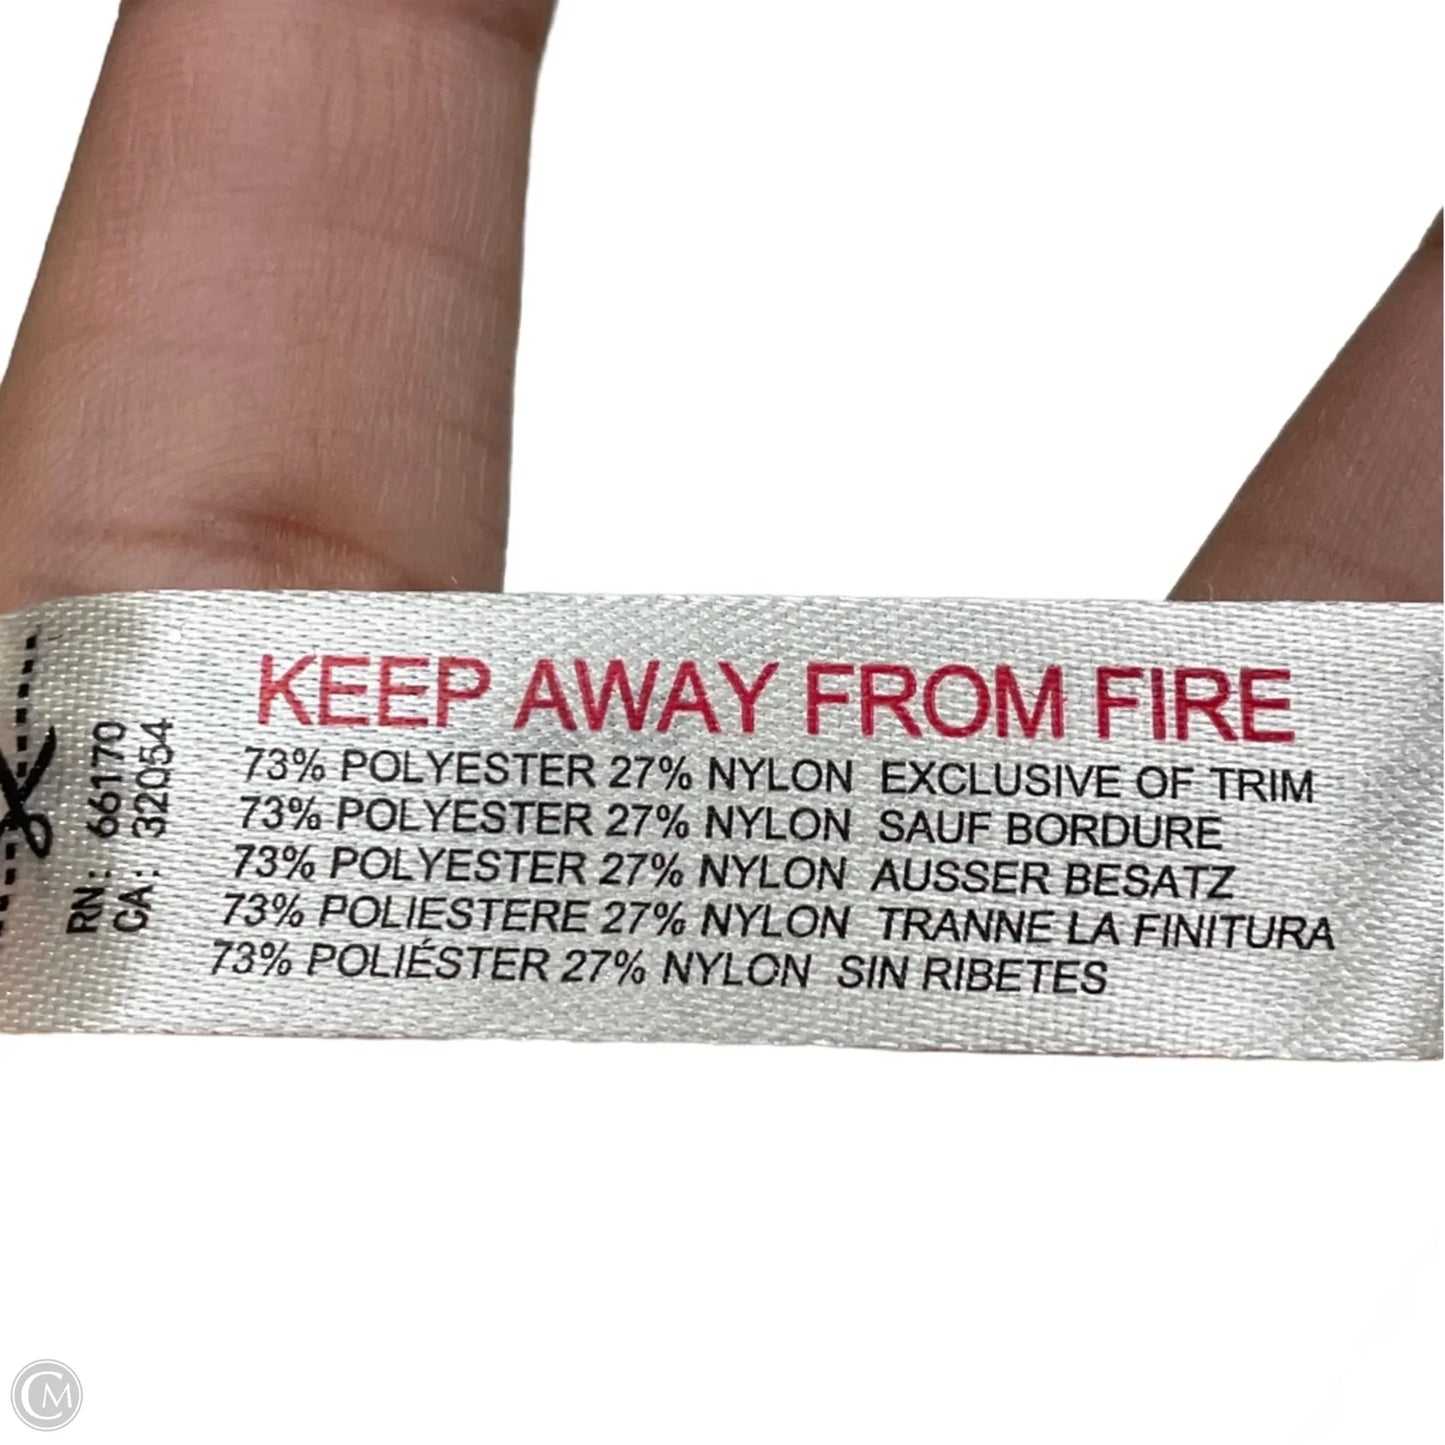 KEEP AWAY FROM FIRE
73% POLYESTER 27% NYLON EXCLUSIVE OF TRIM
73% POLYESTER 27% NYLON SAUF BORDURE
73% POLYESTER 27% NYLON AUSSER BESATZ
73% POLIESTERE 27% NYLON TRANNE LA FINITURA
73% POLIÉSTER 27% NYLON SIN RIBETES
RN: 66170
CA: 32054
CM